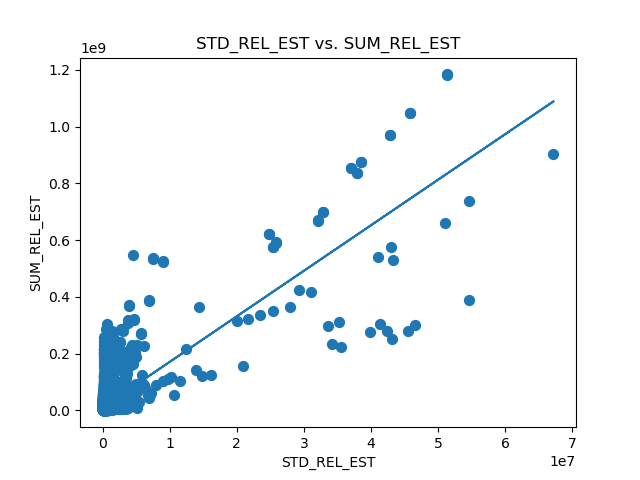 STD_REL_EST vs. SUM_REL_EST
1e9
1.2
1.0
0.8
0.6
0.4
0.2
0.0
SUM_REL_EST
0 1 2 3 4 5 6 7
STD_REL_EST
1e7